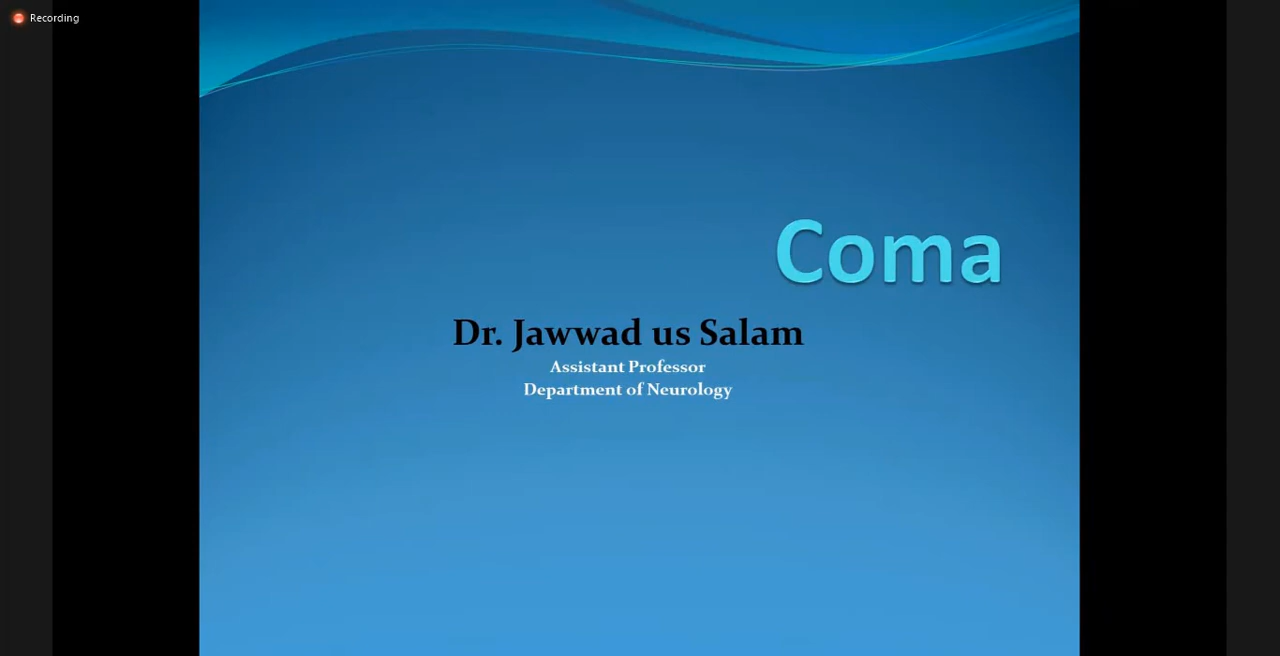 Recording
Coma
Dr. Jawwad us Salam
Assistant Professor
Department of Neurology